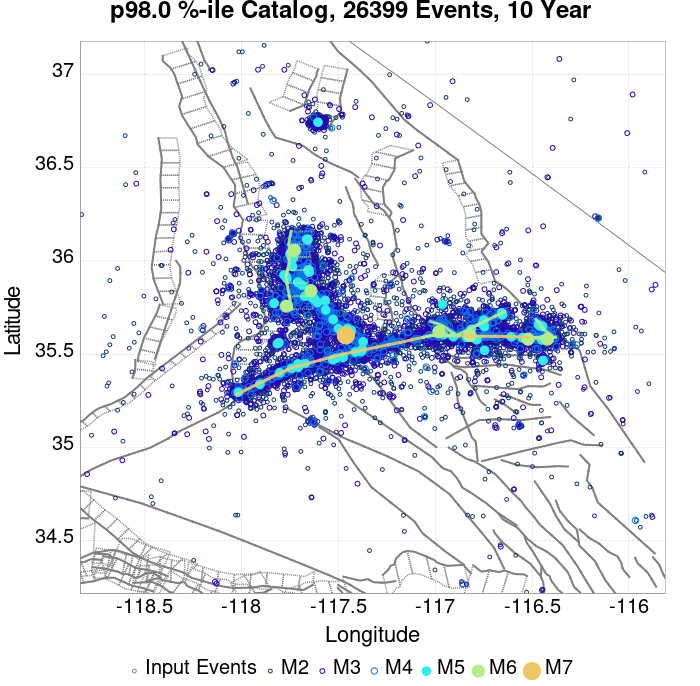 p98.0 %-ile Catalog, 26399 Events, 10 Year
37
36.5
36
35.5
35
34.5
Latitude
-118.5 -118 -117.5 -117 -116.5 -116
Longitude
Input Events M2 M3 M4 M5 M6 M7